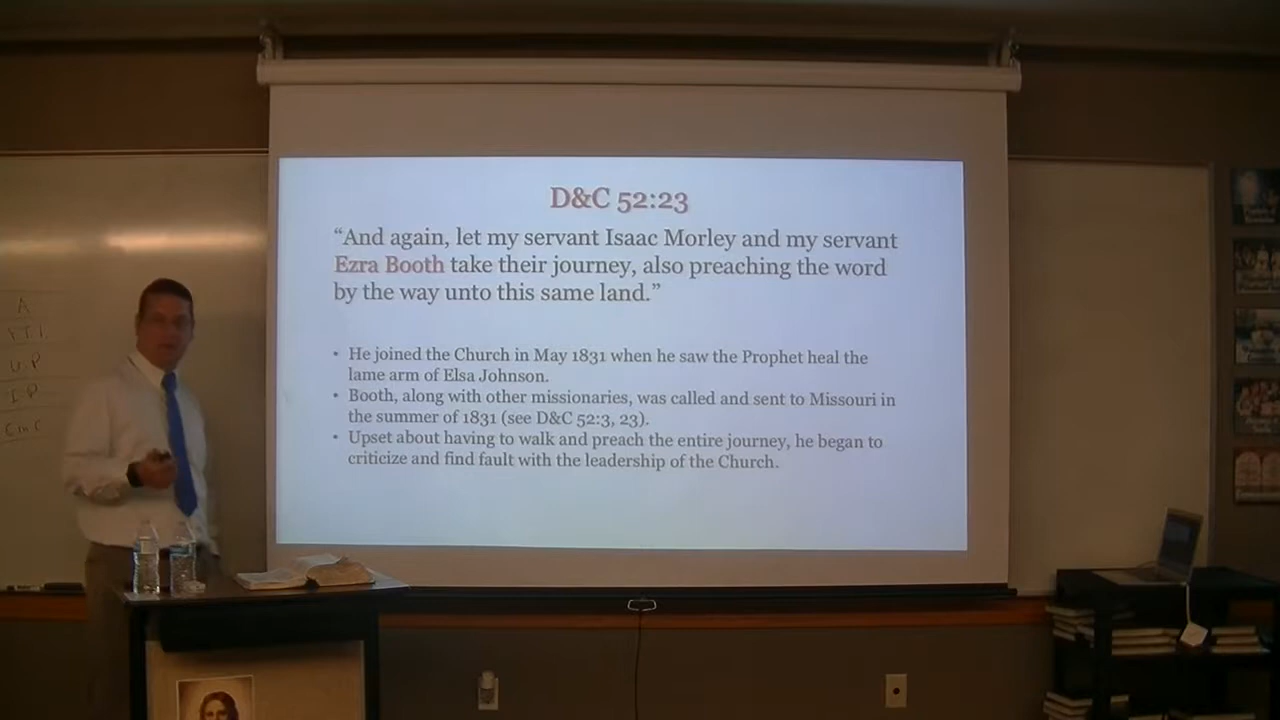 D&C 52:23
“And again, let my servant Isaac Morley and my servant
Ezra Booth take their journey, also preaching the word
by the way unto this same land.”
• He joined the Church in May 1831 when he saw the Prophet heal the
lame arm of Elsa Johnson.
• Booth, along with other missionaries, was called and sent to Missouri in
the summer of 1831 (see D&C 52:3, 23).
• Upset about having to walk and preach the entire journey, he began to
criticize and find fault with the leadership of the Church.
A
U.P
I P